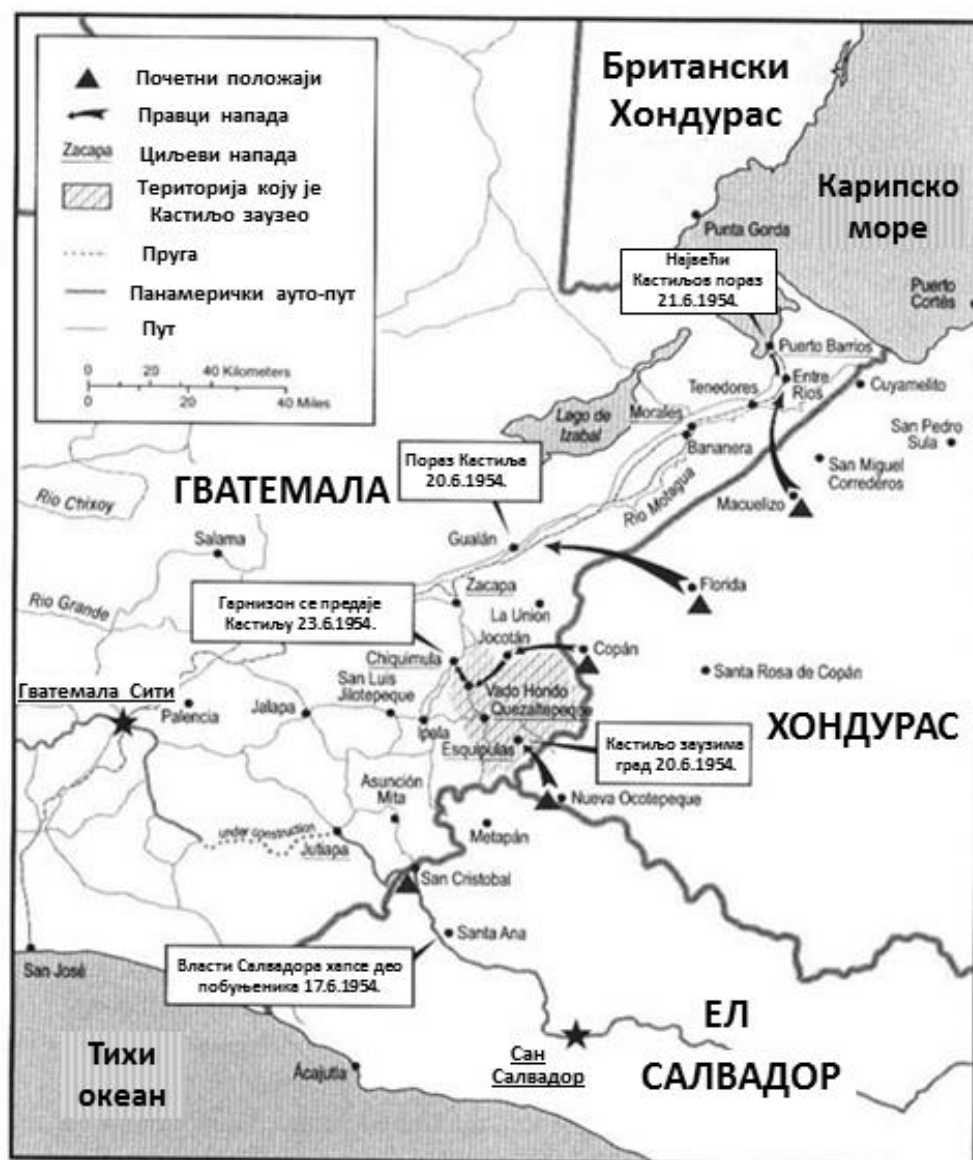 Почетни положаји
Правци напада
Zacapa Циљеви напада
Територија коју је
Кастиљо заузео
Пруга
Панамерички ауто-пут
Пут
0 20 40 Kilometers
0 20 40 Miles
Британски
Хондурас
Карипско
море
Punta Gorda
Највећи
Кастиљов пораз
21.6.1954.
Puerto
Cortés
Puerto Barrios
Entre
Rios
Cuyamelito
Tenedores
Morales
Lago de
Izabal
San Pedro
Sula
Bananera
Пораз Кастиља
20.6.1954.
San Miguel
Correderos
ГВАТЕМАЛА
Rio Chixoy
Rio Motagua
Macuelizo
Gualán
Salama
Zacapa
Florida
Гарнизон се предаје
Кастиљу 23.6.1954.
La Union
Rio Grande
Jocotán
Copán
Chiquimula
Santa Rosa de Copán
San Luis
Jilotepeque
Гватемала Сити
Vado Hondo
Palencia
Jalapa
Quezaltepeque
Ipela
ХОНДУРАС
Esquipulas
Кастиљо заузима
град 20.6.1954.
Asunción
Mita
Nueva Ocotepeque
under construction
Metapán
Jutiapa
San Cristobal
Santa Ana
Власти Салвадора хапсе део
побуњеника 17.6.1954.
San José
ЕЛ
САЛВАДОР
Тихи
океан
Сан
Салвадор
Acajutla